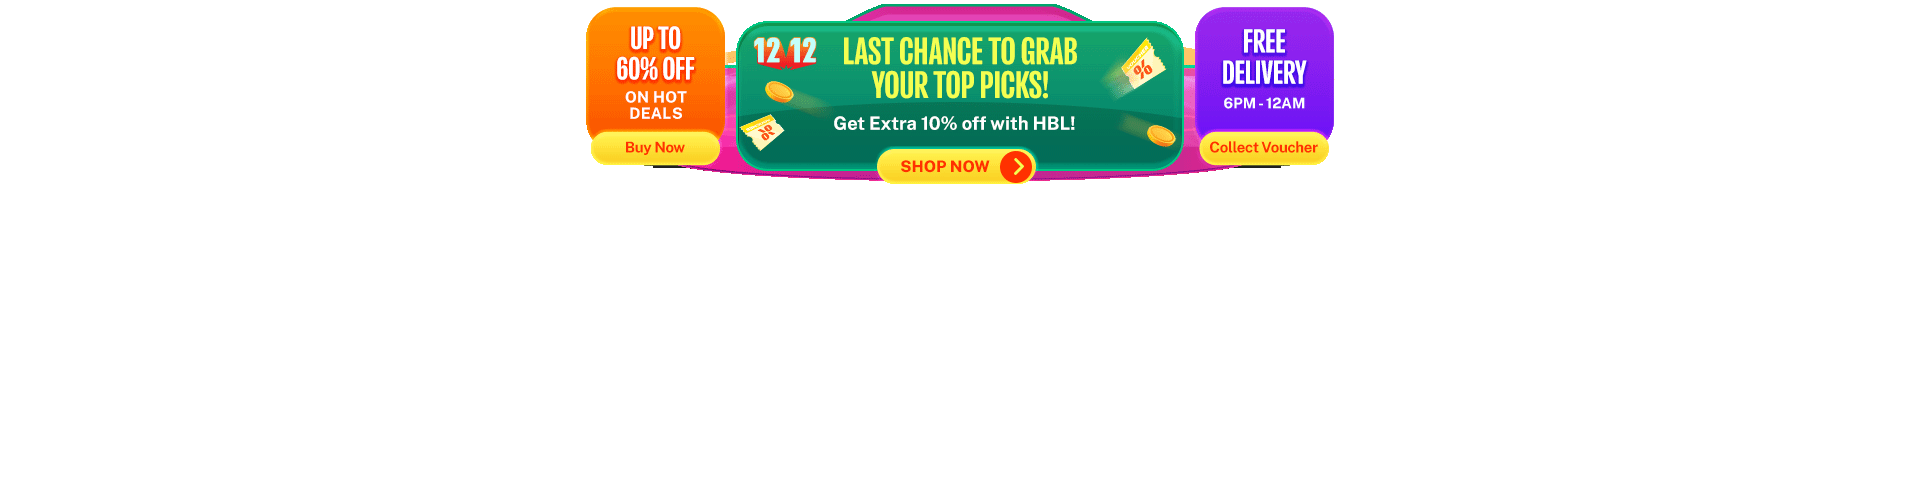 UP TO
60% OFF
ON HOT
DEALS
Buy Now
12 12
LAST CHANCE TO GRAB
YOUR TOP PICKS!
Get Extra 10% off with HBL!
SHOP NOW
%
%
FREE
DELIVERY
6PM - 12AM
Collect Voucher